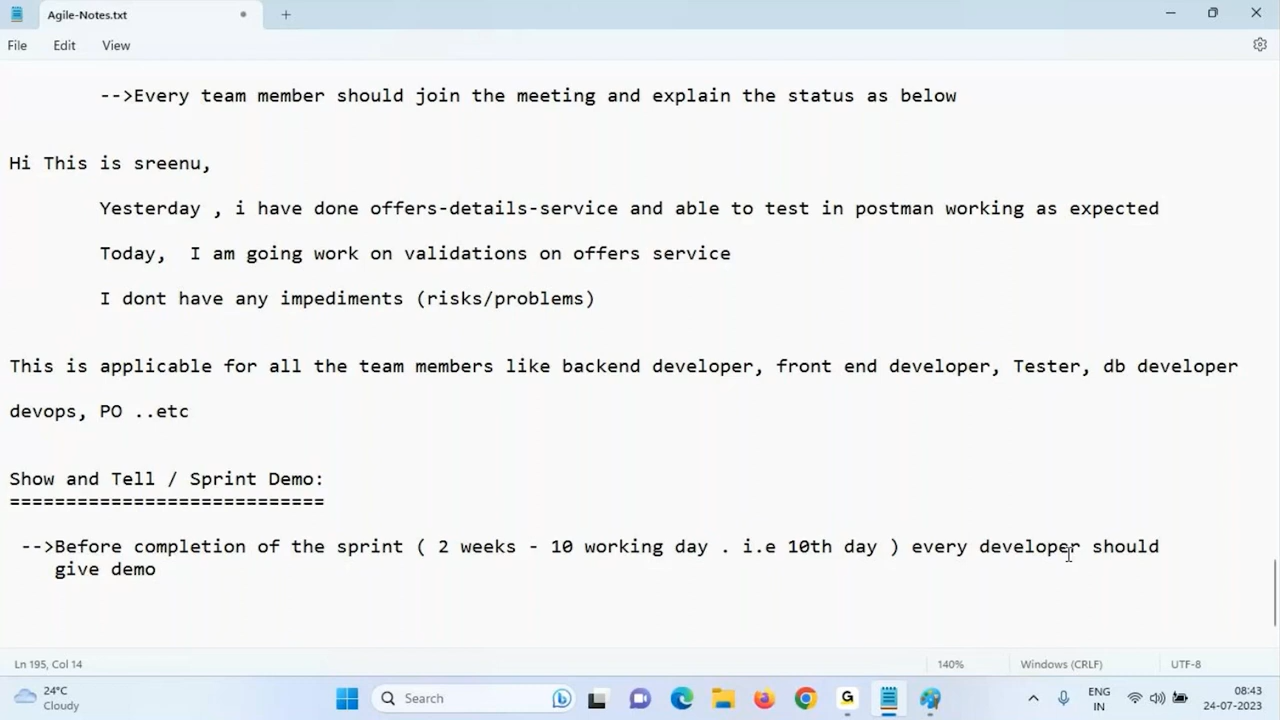 Agile-Notes.txt
File Edit View
-->Every team member should join the meeting and explain the status as below
Hi This is sreenu,
Yesterday , i have done offers-details-service and able to test in postman working as expected
Today,  I am going work on validations on offers service
I dont have any impediments (risks/problems)
This is applicable for all the team members like backend developer, front end developer, Tester, db developer
devops, PO ..etc
Show and Tell / Sprint Demo:
============================
-->Before completion of the sprint ( 2 weeks - 10 working day . i.e 10th day ) every developer should
give demo
Ln 195, Col 14 140% Windows (CRLF) UTF-8
24°C
Cloudy
Search
ENG
IN
08:43
24-07-2023